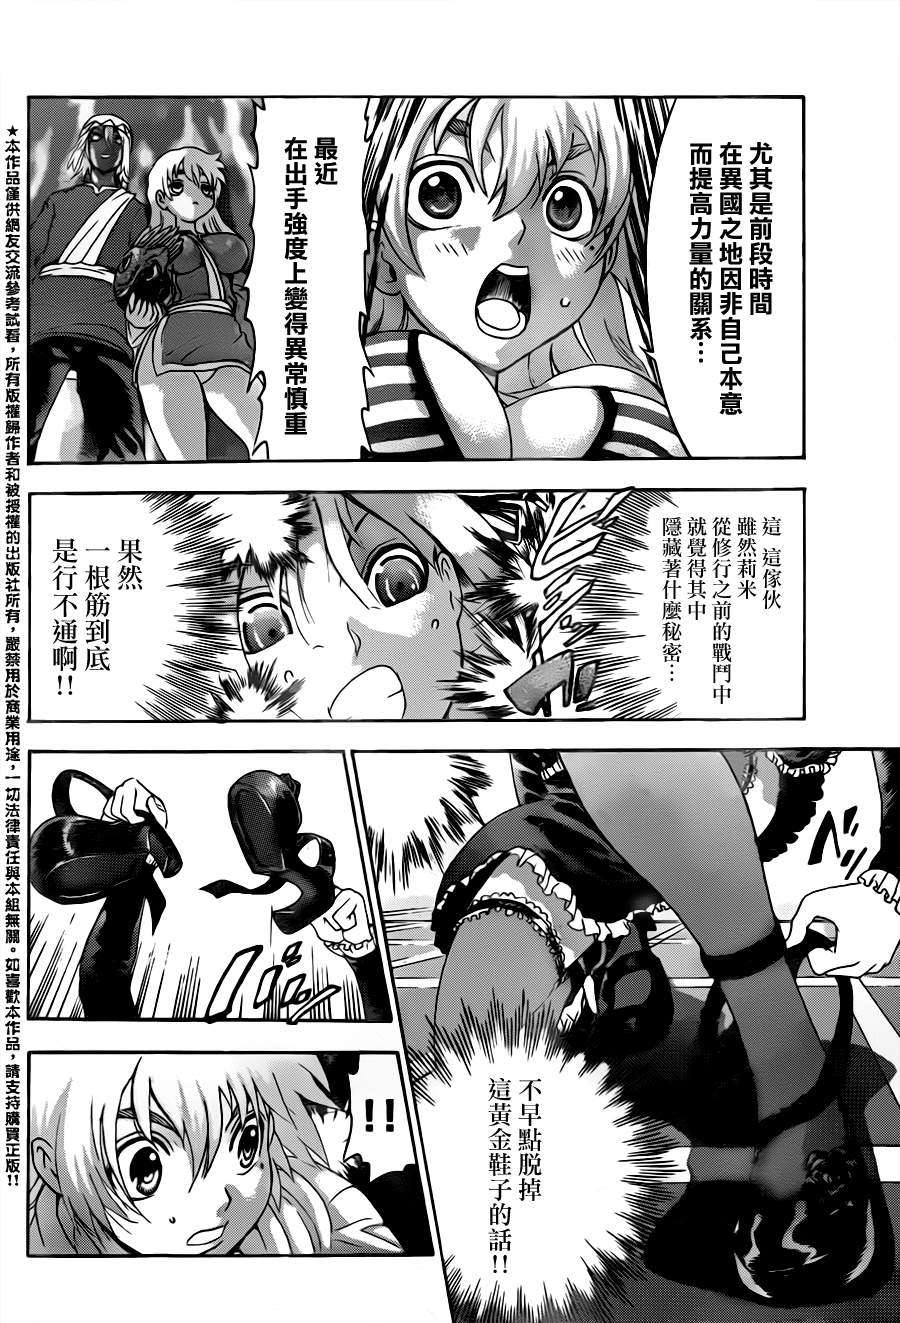 尤其是前段時間
在異國之地因非自己本意
而提高力量的關系…
最近
在出手強度上變得異常慎重
這 這傢伙
雖然莉米
從修行之前的戰鬥中
就覺得其中
隱藏著什麼秘密…
果然
一根筋到底
是行不通啊!!
不早點脫掉
這黃金鞋子的話!!
!!
★本作品僅供網友交流參考試看，所有版權歸作者和被授權的出版社所有，嚴禁用於商業用途，一切法律責任與本組無關。如喜歡本作品，請支持購買正版!!